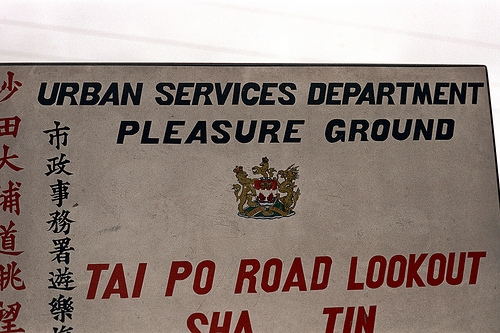 市政事務署遊樂
沙田大埔道眺望
URBAN SERVICES DEPARTMENT
PLEASURE GROUND
TAI PO ROAD LOOKOUT
SHA TIN